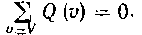 ∑ Q (v) = 0.
v=V